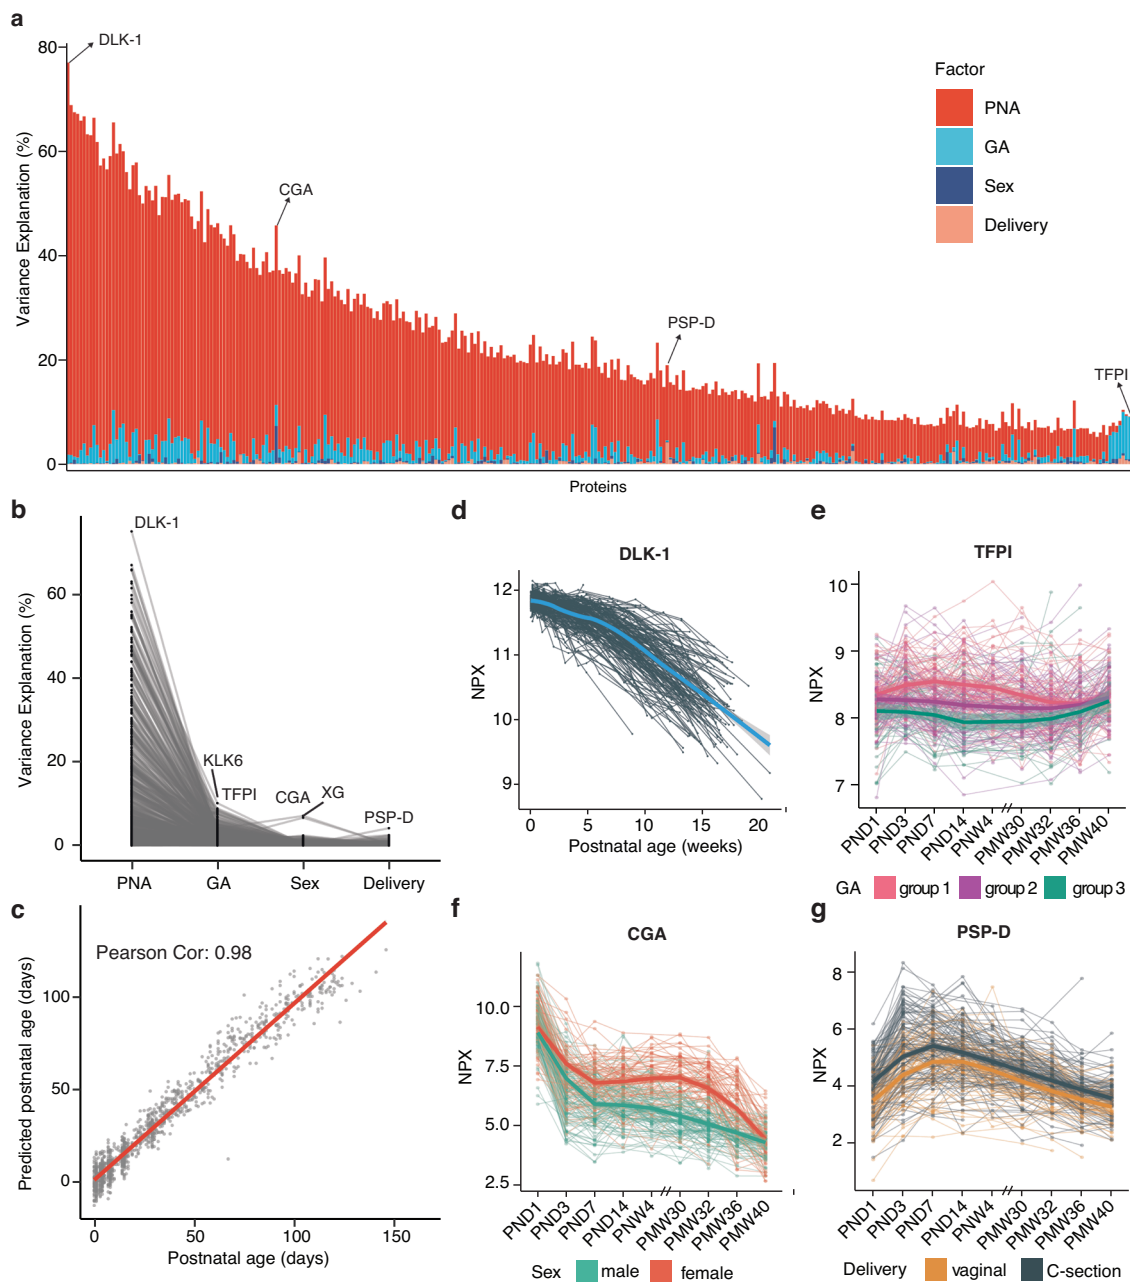 a
80
60
40
20
0
Variance Explanation (%)
DLK-1
CGA
PSP-D
TFPI
Proteins
Factor
PNA
GA
Sex
Delivery
b
Variance Explanation (%)
60
40
20
0
DLK-1
KLK6
TFPI
CGA
XG
PSP-D
PNA
GA
Sex
Delivery
c
Pearson Cor: 0.98
Predicted postnatal age (days)
100
50
0
0
50
100
150
Postnatal age (days)
d
DLK-1
NPX
12
11
10
9
0
5
10
15
20
Postnatal age (weeks)
e
TFPI
NPX
10
9
8
7
PND1
PND3
PND7
PND14
PNW4
PMW30
PMW32
PMW36
PMW40
GA
group 1
group 2
group 3
f
CGA
NPX
10.0
7.5
5.0
2.5
PND1
PND3
PND7
PND14
PNW4
PMW30
PMW32
PMW36
PMW40
Sex
male
female
g
PSP-D
NPX
8
6
4
2
PND1
PND3
PND7
PND14
PNW4
PMW30
PMW32
PMW36
PMW40
Delivery
vaginal
C-section